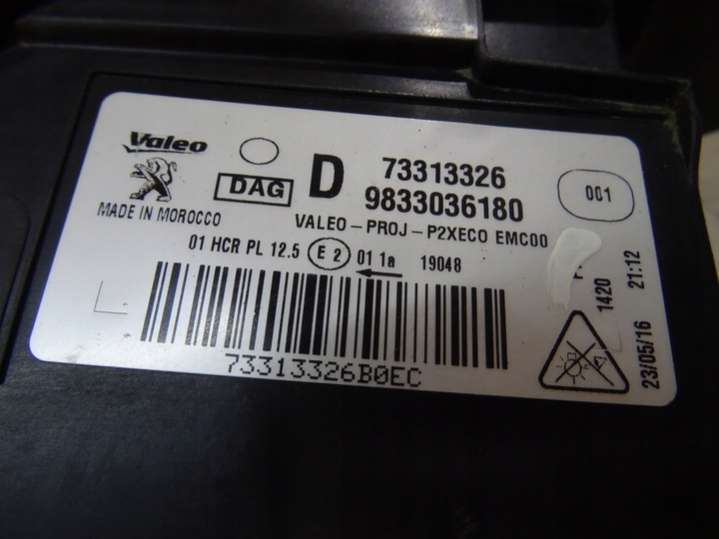 Valeo
DAG
D
73313326
9833036180
001
MADE IN MOROCCO
VALEO-PROJ-P2XECO EMC00
01 HCR PL 12.5 E 2 01 1a 19048
1420
23/05/16 21:12
73313326B0EC